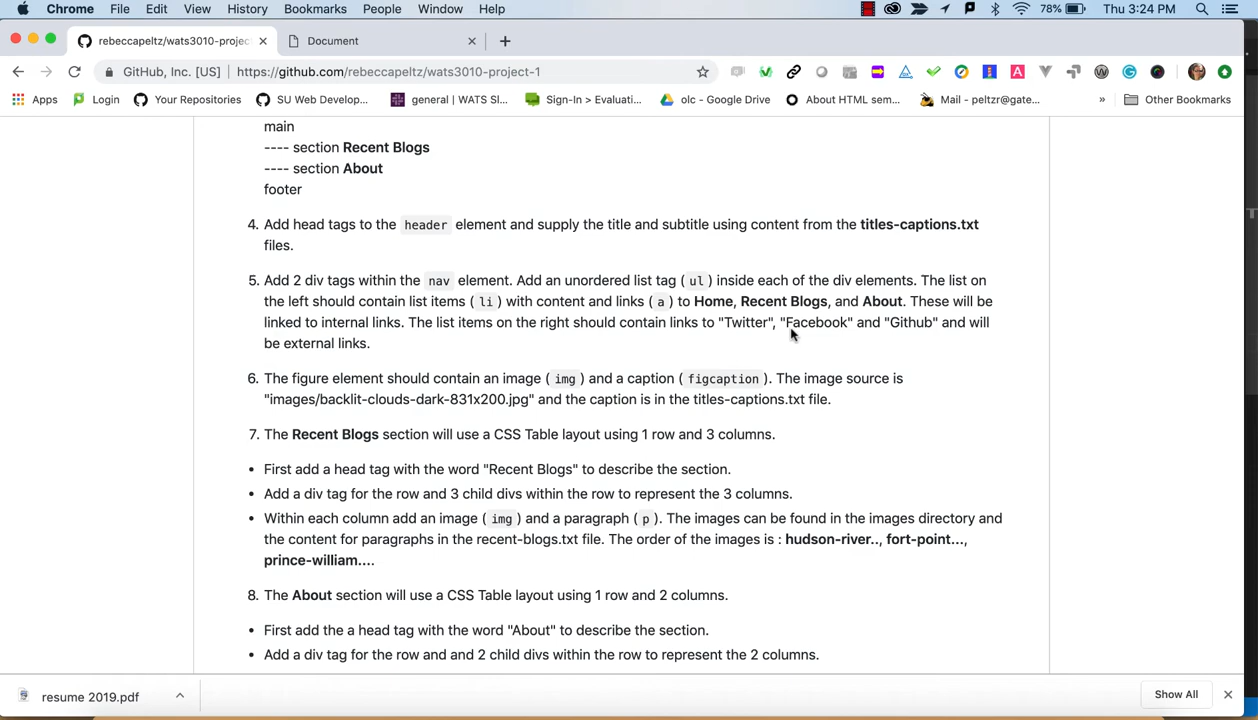 Chrome File Edit View History Bookmarks People Window Help 78% Thu 3:24 PM
rebeccapeltz/wats3010-projec Document
GitHub, Inc. [US] https://github.com/rebeccapeltz/wats3010-project-1
Apps Login Your Repositories SU Web Develop... general | WATS Sl... Sign-In > Evaluati... olc - Google Drive About HTML sem... Mail - peltzr@gate... » Other Bookmarks
main
---- section Recent Blogs
---- section About
footer
4. Add head tags to the header element and supply the title and subtitle using content from the titles-captions.txt
files.
5. Add 2 div tags within the nav element. Add an unordered list tag ( ul ) inside each of the div elements. The list on
the left should contain list items ( li ) with content and links ( a ) to Home, Recent Blogs, and About. These will be
linked to internal links. The list items on the right should contain links to "Twitter", "Facebook" and "Github" and will
be external links.
6. The figure element should contain an image ( img ) and a caption ( figcaption ). The image source is
"images/backlit-clouds-dark-831x200.jpg" and the caption is in the titles-captions.txt file.
7. The Recent Blogs section will use a CSS Table layout using 1 row and 3 columns.
• First add a head tag with the word "Recent Blogs" to describe the section.
• Add a div tag for the row and 3 child divs within the row to represent the 3 columns.
• Within each column add an image ( img ) and a paragraph ( p ). The images can be found in the images directory and
the content for paragraphs in the recent-blogs.txt file. The order of the images is : hudson-river.., fort-point...,
prince-william....
8. The About section will use a CSS Table layout using 1 row and 2 columns.
• First add the a head tag with the word "About" to describe the section.
• Add a div tag for the row and and 2 child divs within the row to represent the 2 columns.
resume 2019.pdf Show All